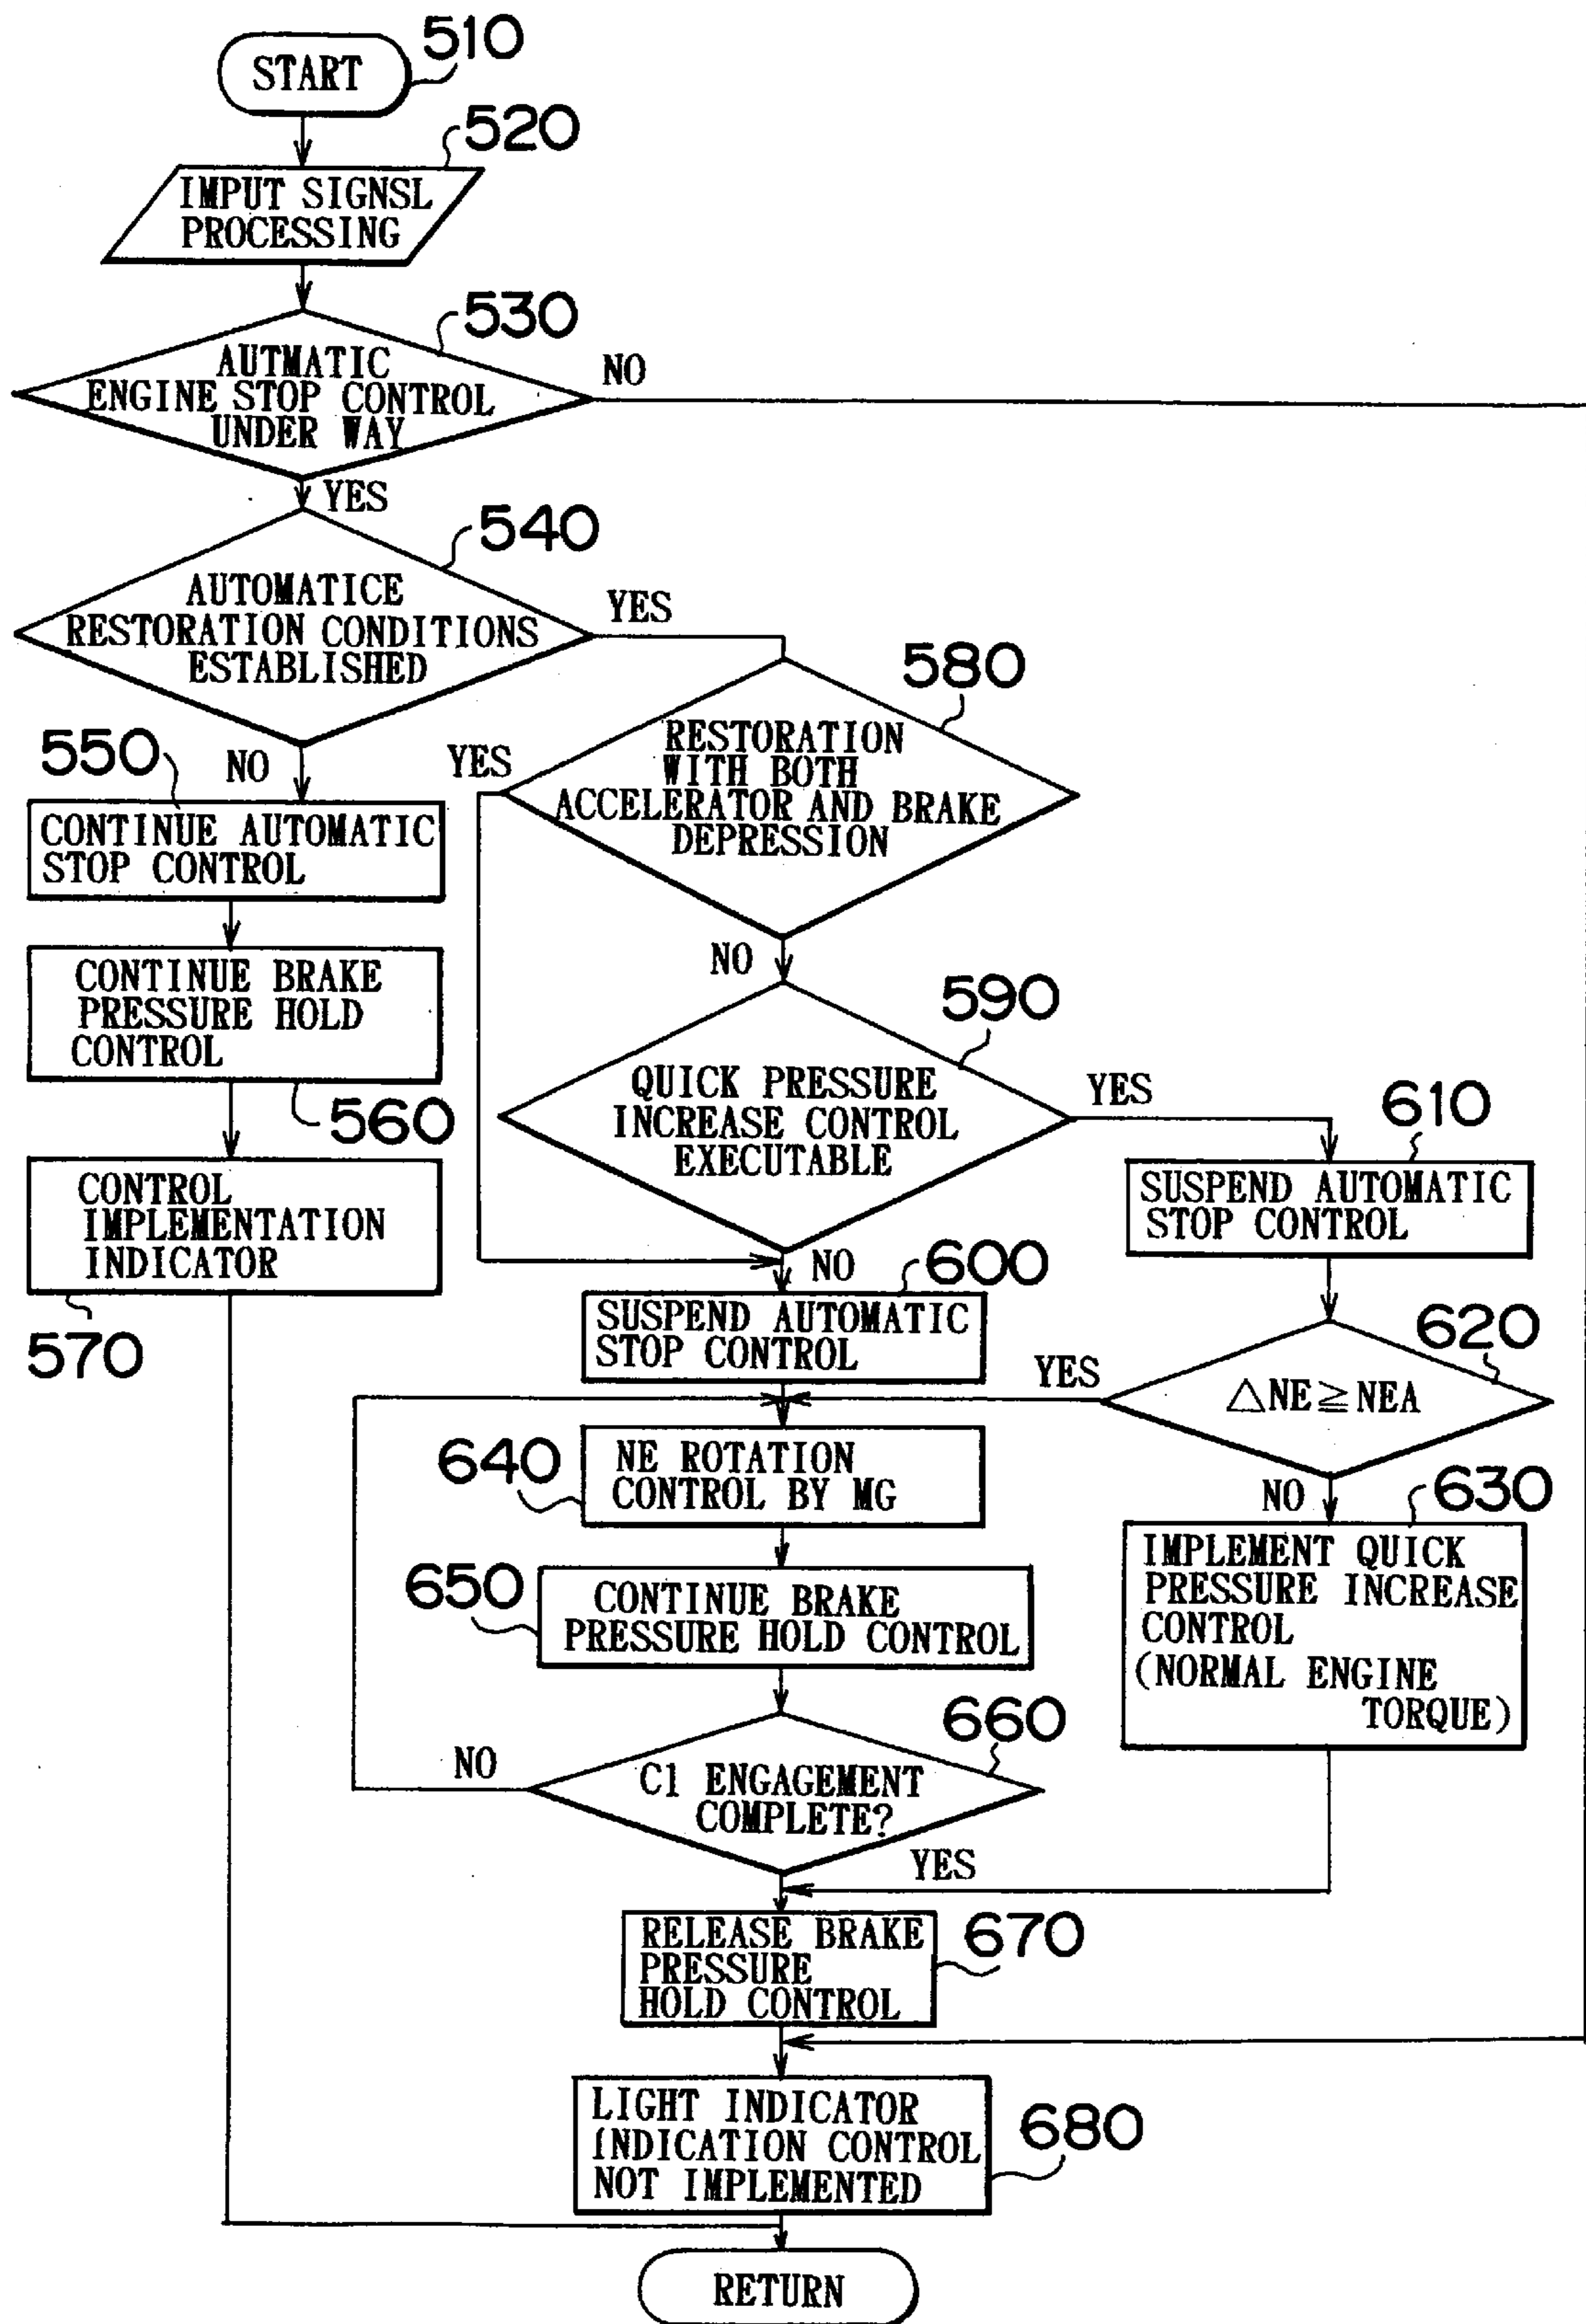 START
510
520
IMPUT SIGNSL
PROCESSING
530
AUTMATIC
ENGINE STOP CONTROL
UNDER WAY
NO
YES
540
AUTOMATICE
RESTORATION CONDITIONS
ESTABLISHED
YES
NO
550
CONTINUE AUTOMATIC
STOP CONTROL
CONTINUE BRAKE
PRESSURE HOLD
CONTROL
560
CONTROL
IMPLEMENTATION
INDICATOR
570
580
YES
RESTORATION
WITH BOTH
ACCELERATOR AND BRAKE
DEPRESSION
NO
590
QUICK PRESSURE
INCREASE CONTROL
EXECUTABLE
YES
NO
600
SUSPEND AUTOMATIC
STOP CONTROL
610
SUSPEND AUTOMATIC
STOP CONTROL
620
YES
△NE≧NEA
NO
630
IMPLEMENT QUICK
PRESSURE INCREASE
CONTROL
(NORMAL ENGINE
TORQUE)
640
NE ROTATION
CONTROL BY MG
650
CONTINUE BRAKE
PRESSURE HOLD CONTROL
660
NO
C1 ENGAGEMENT
COMPLETE?
YES
RELEASE BRAKE
PRESSURE
HOLD CONTROL
670
LIGHT INDICATOR
INDICATION CONTROL
NOT IMPLEMENTED
680
RETURN